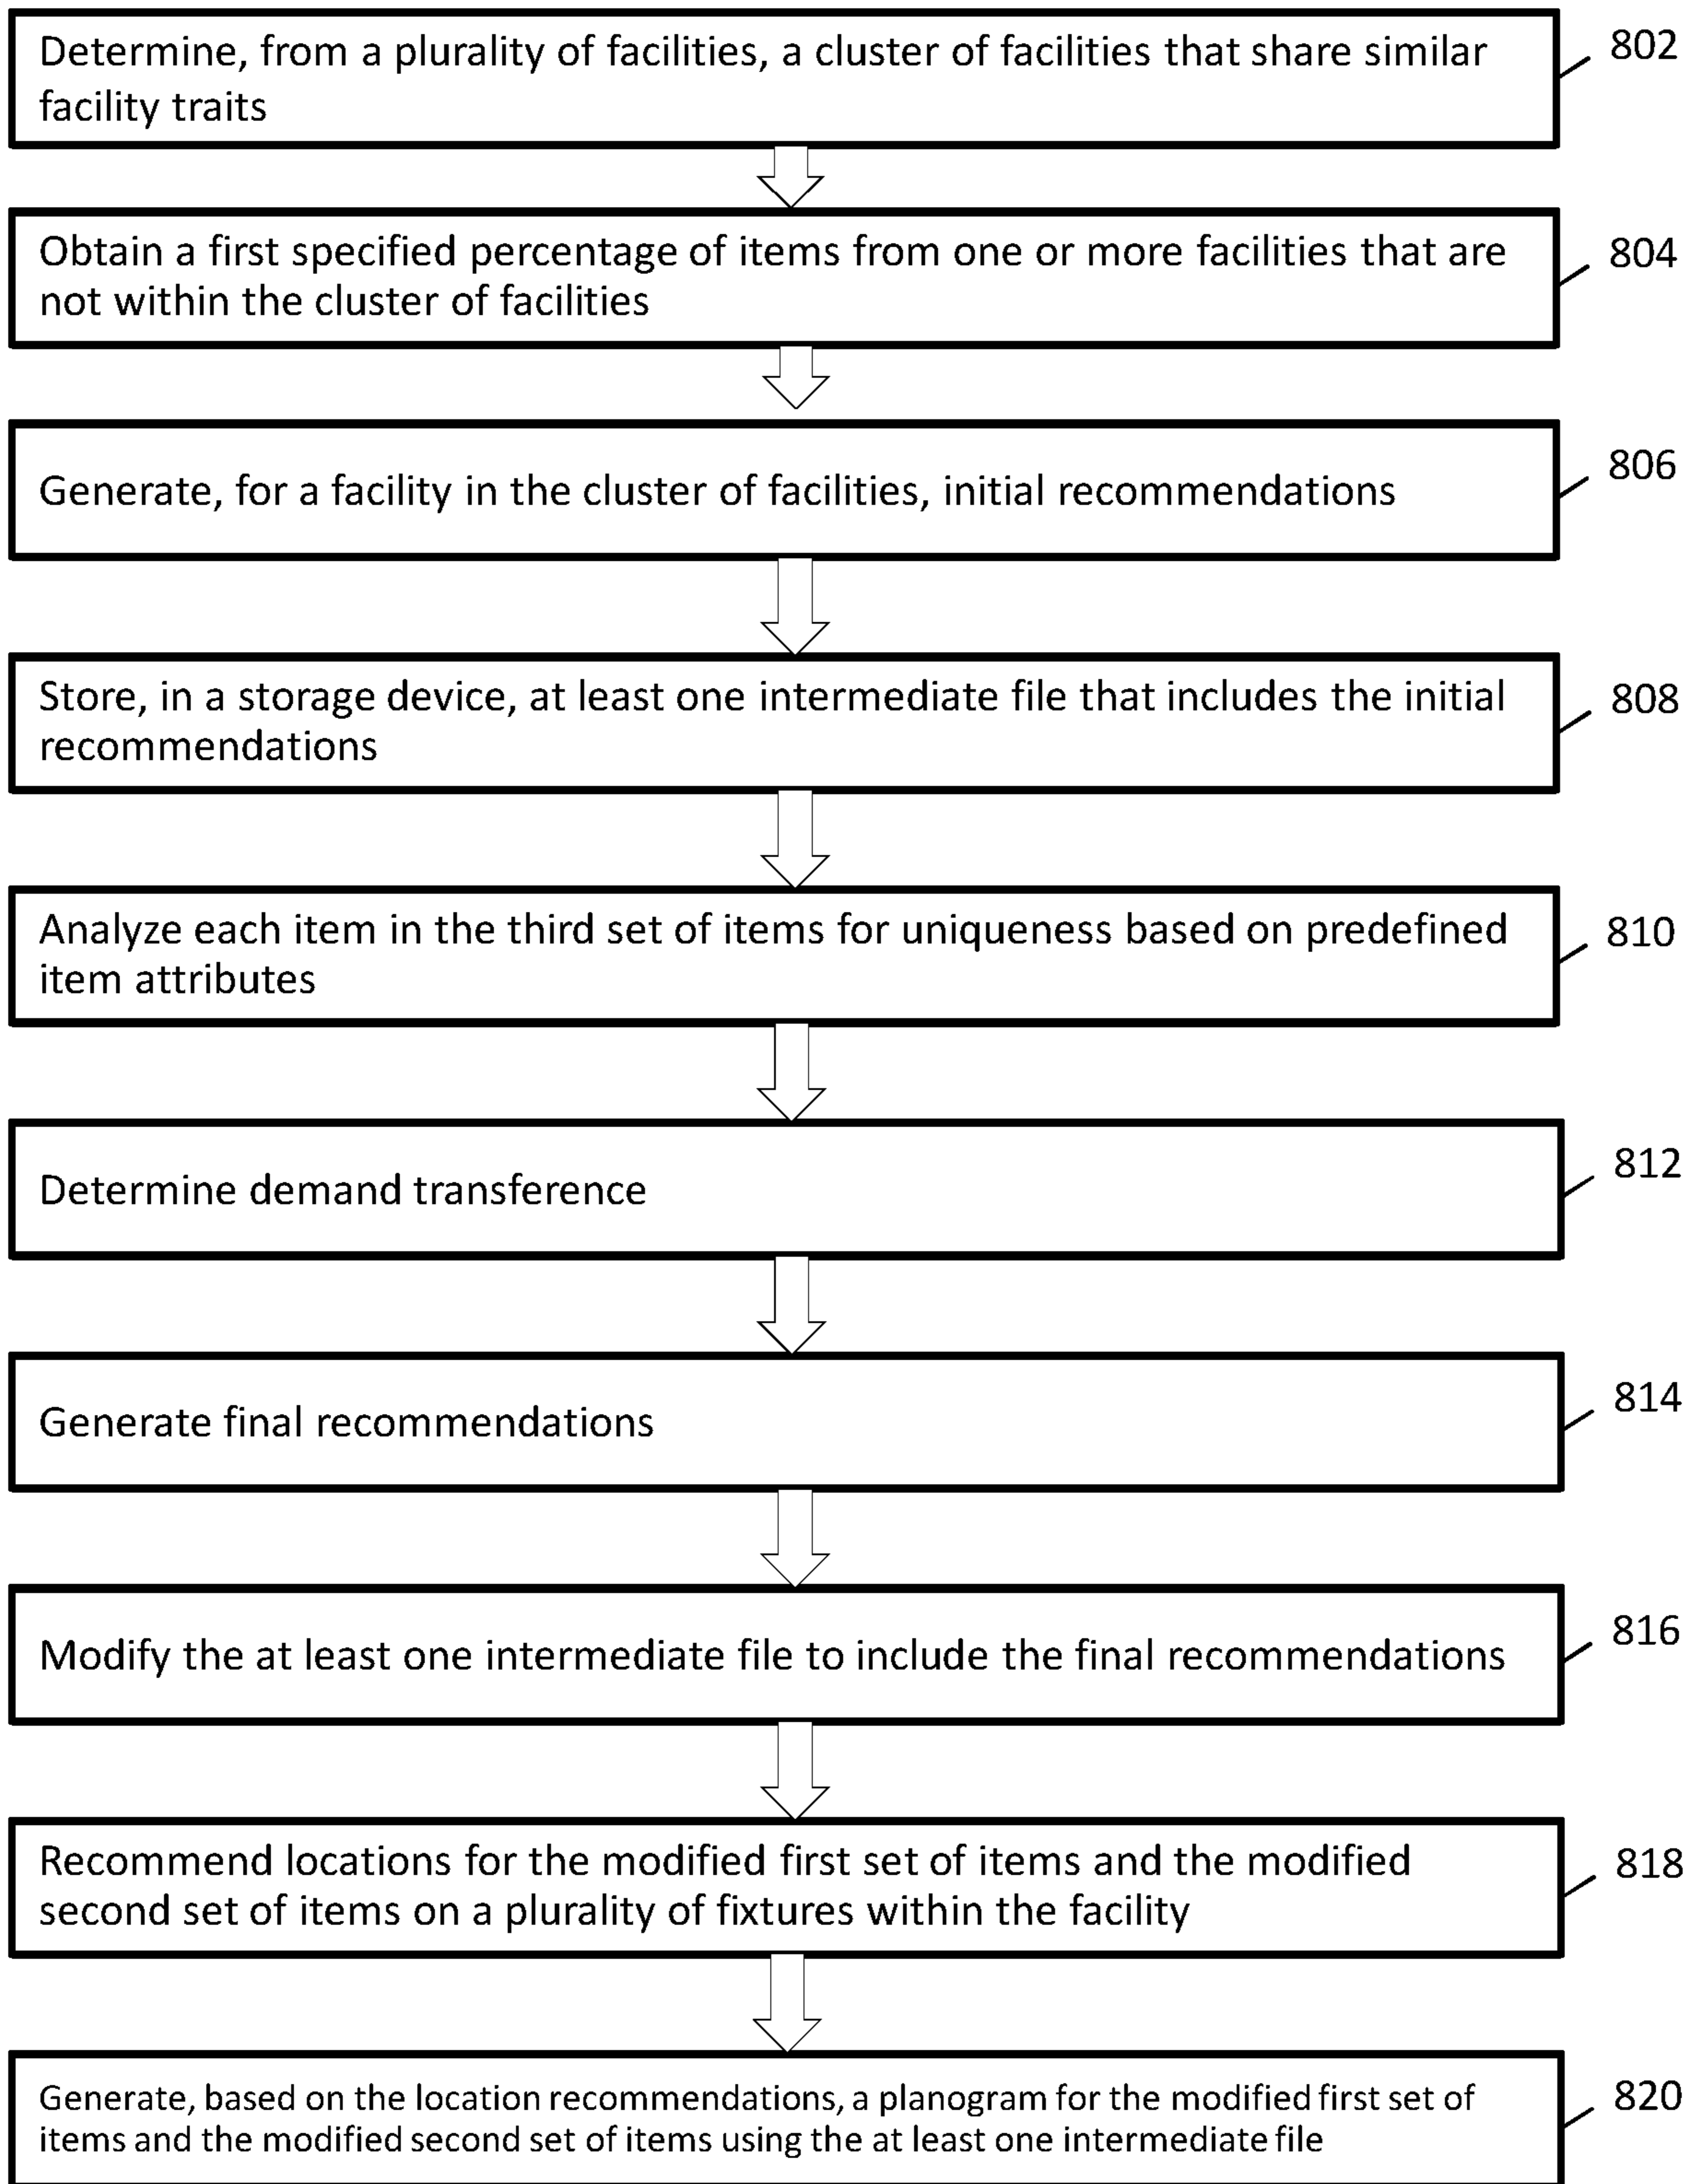 Determine, from a plurality of facilities, a cluster of facilities that share similar
facility traits
802
Obtain a first specified percentage of items from one or more facilities that are
not within the cluster of facilities
804
Generate, for a facility in the cluster of facilities, initial recommendations
806
Store, in a storage device, at least one intermediate file that includes the initial
recommendations
808
Analyze each item in the third set of items for uniqueness based on predefined
item attributes
810
Determine demand transference
812
Generate final recommendations
814
Modify the at least one intermediate file to include the final recommendations
816
Recommend locations for the modified first set of items and the modified
second set of items on a plurality of fixtures within the facility
818
Generate, based on the location recommendations, a planogram for the modified first set of
items and the modified second set of items using the at least one intermediate file
820